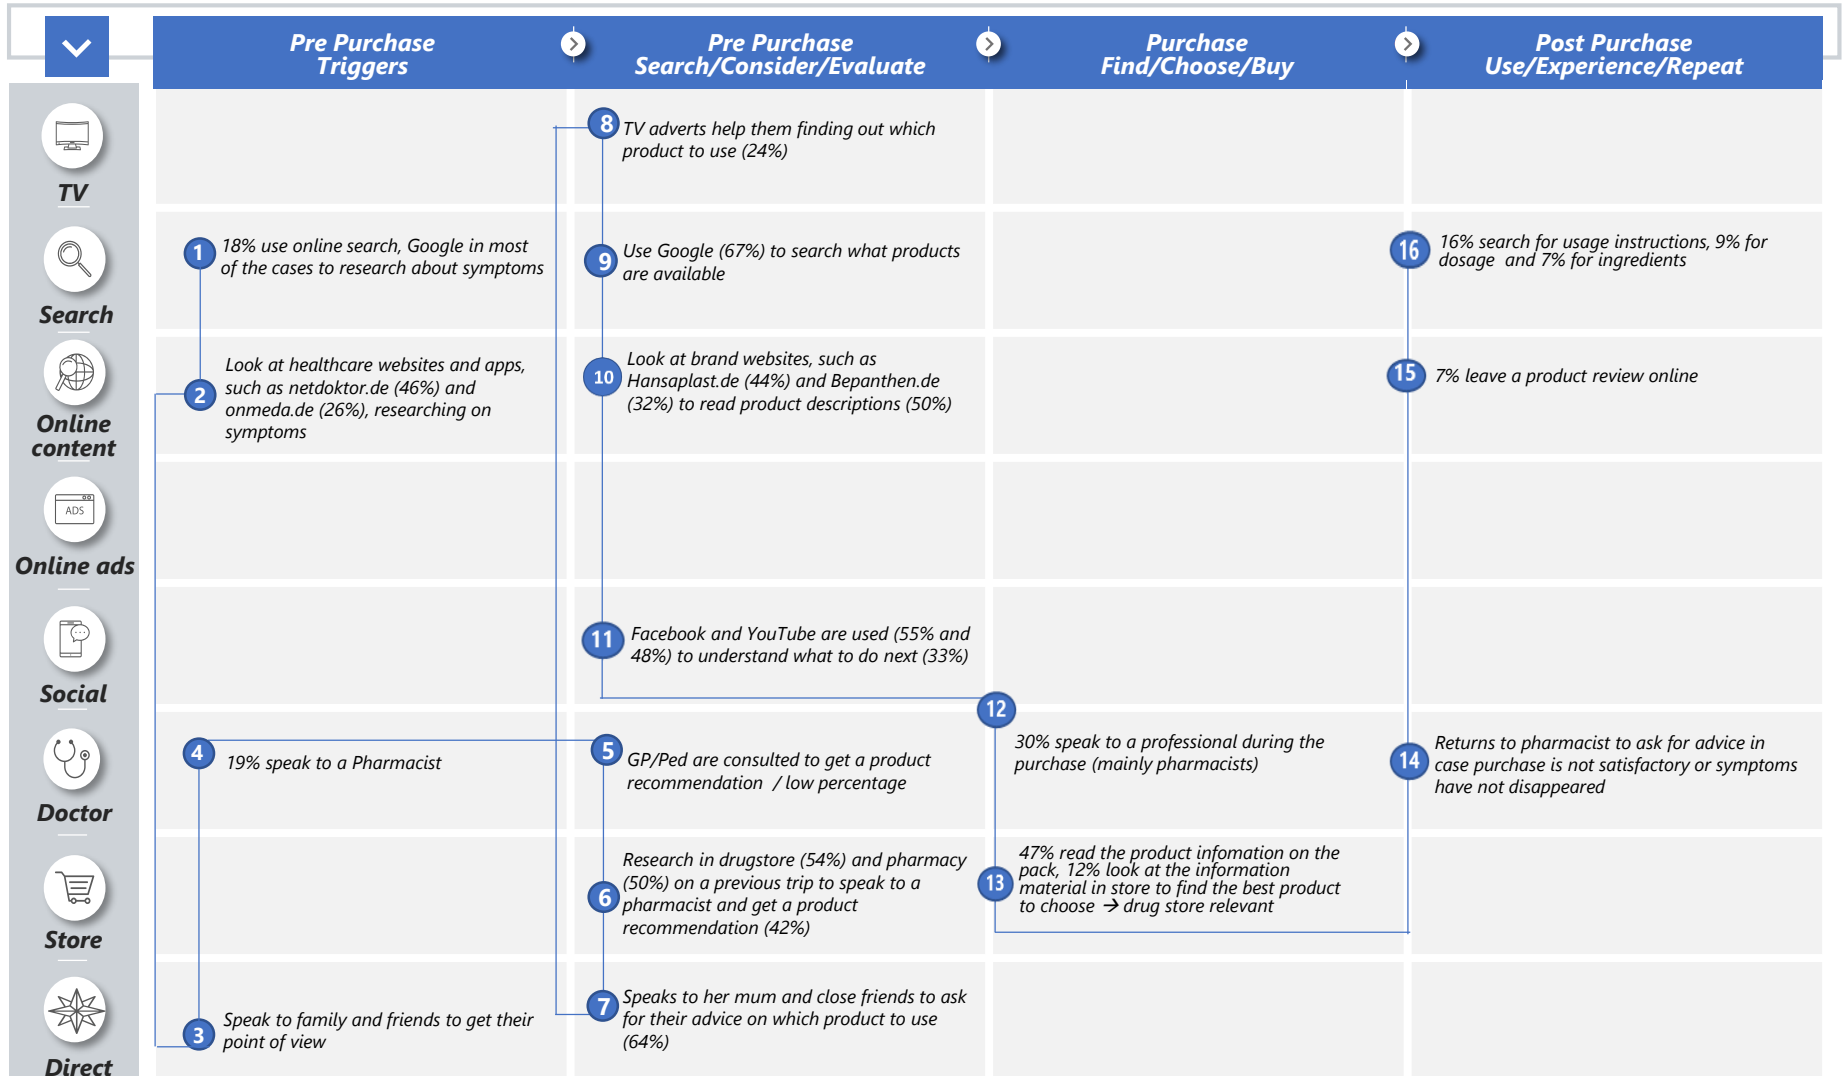 Pre Purchase
Triggers
Pre Purchase
Search/Consider/Evaluate
Purchase
Find/Choose/Buy
Post Purchase
Use/Experience/Repeat
TV
8
TV adverts help them finding out which
product to use (24%)
Search
1
18% use online search, Google in most
of the cases to research about symptoms
9
Use Google (67%) to search what products
are available
16
16% search for usage instructions, 9% for
dosage and 7% for ingredients
Online
content
2
Look at healthcare websites and apps,
such as netdoktor.de (46%) and
onmeda.de (26%), researching on
symptoms
10
Look at brand websites, such as
Hansaplast.de (44%) and Bepanthen.de
(32%) to read product descriptions (50%)
15
7% leave a product review online
ADS
Online ads
Social
11
Facebook and YouTube are used (55% and
48%) to understand what to do next (33%)
Doctor
4
19% speak to a Pharmacist
5
GP/Ped are consulted to get a product
recommendation / low percentage
12
30% speak to a professional during the
purchase (mainly pharmacists)
14
Returns to pharmacist to ask for advice in
case purchase is not satisfactory or symptoms
have not disappeared
Store
6
Research in drugstore (54%) and pharmacy
(50%) on a previous trip to speak to a
pharmacist and get a product
recommendation (42%)
13
47% read the product infomation on the
pack, 12% look at the information
material in store to find the best product
to choose → drug store relevant
Direct
3
Speak to family and friends to get their
point of view
7
Speaks to her mum and close friends to ask
for their advice on which product to use
(64%)